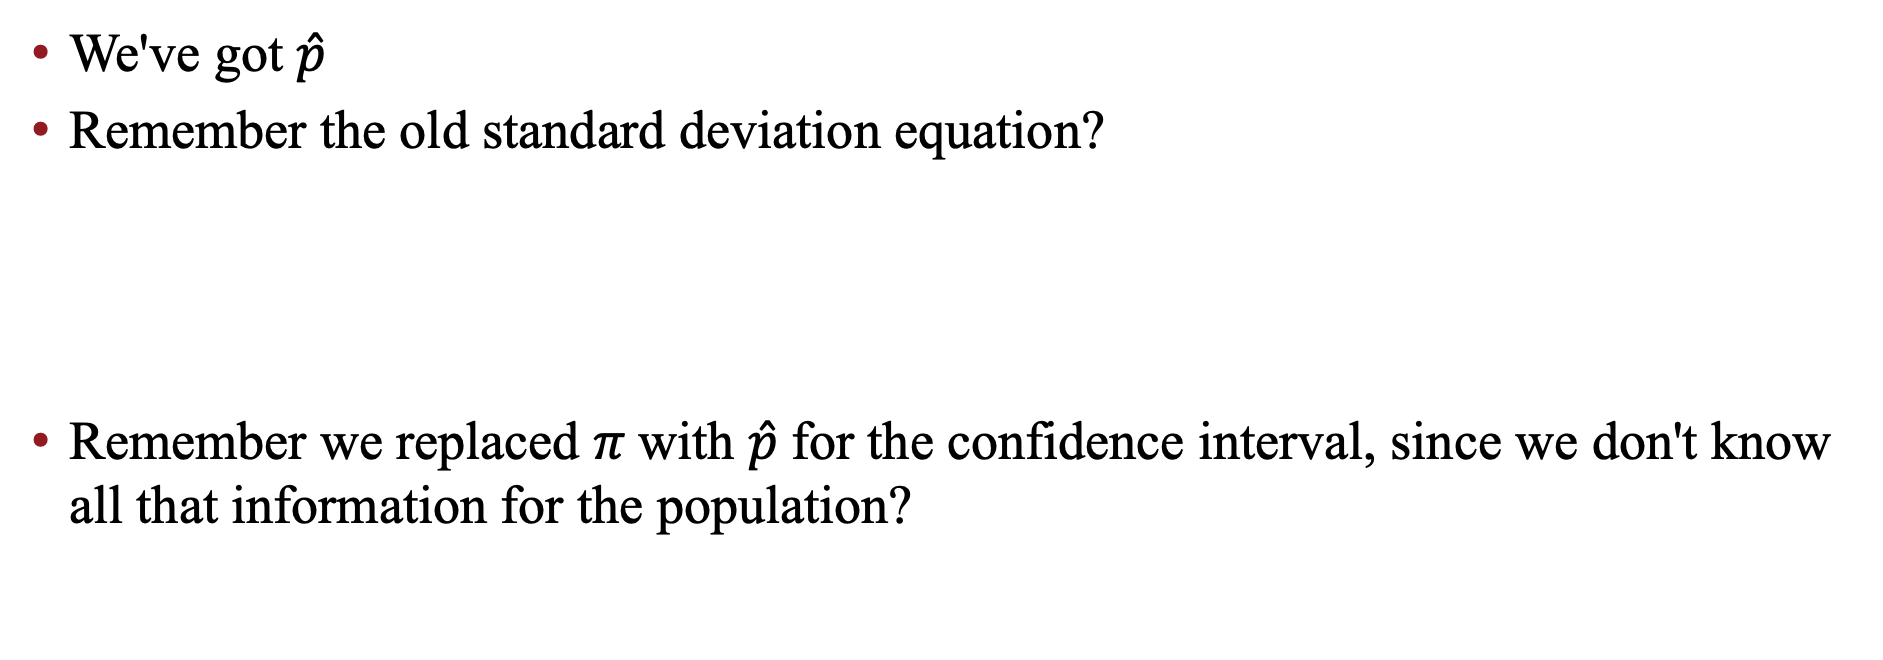 • We've got p̂
• Remember the old standard deviation equation?
• Remember we replaced π with p̂ for the confidence interval, since we don't know
all that information for the population?